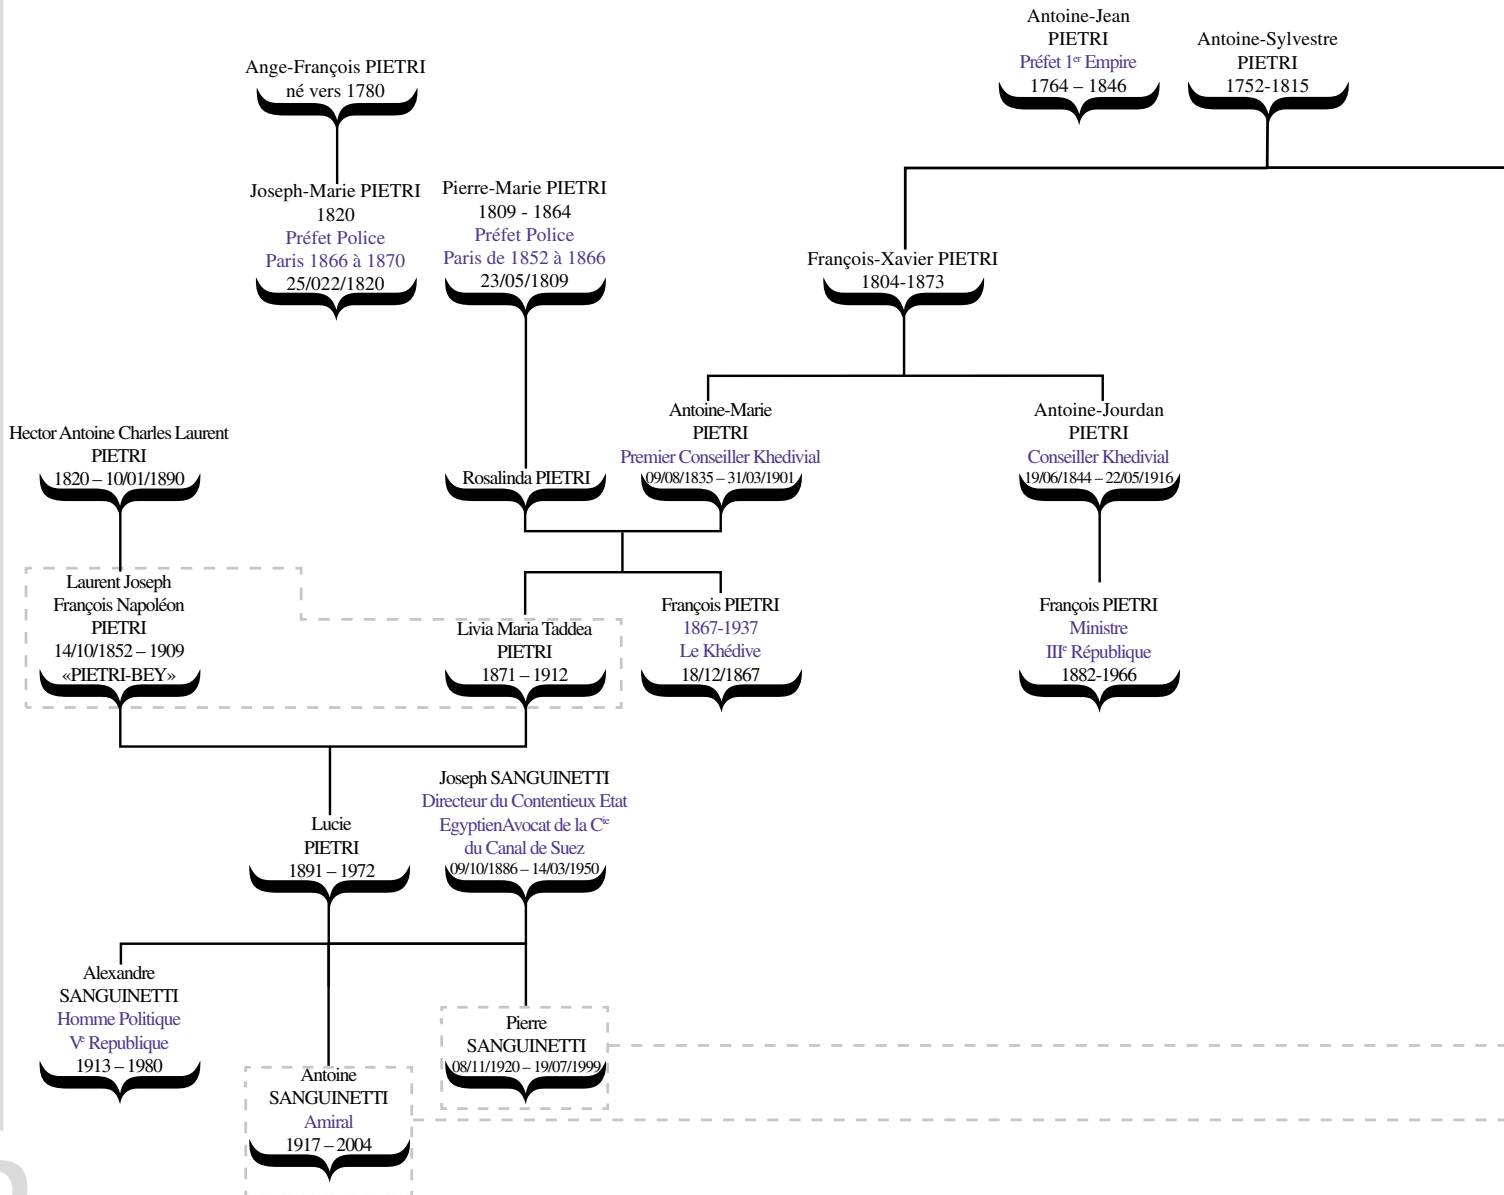 Antoine-Jean
PIETRI
Préfet 1er Empire
1764 – 1846
Antoine-Sylvestre
PIETRI
1752-1815
Ange-François PIETRI
né vers 1780
Joseph-Marie PIETRI
1820
Préfet Police
Paris 1866 à 1870
25/022/1820
Pierre-Marie PIETRI
1809 - 1864
Préfet Police
Paris de 1852 à 1866
23/05/1809
François-Xavier PIETRI
1804-1873
Hector Antoine Charles Laurent
PIETRI
1820 – 10/01/1890
Rosalinda PIETRI
Antoine-Marie
PIETRI
Premier Conseiller Khedivial
09/08/1835 – 31/03/1901
Antoine-Jourdan
PIETRI
Conseiller Khedivial
19/06/1844 – 22/05/1916
Laurent Joseph
François Napoléon
PIETRI
14/10/1852 – 1909
«PIETRI-BEY»
Livia Maria Taddea
PIETRI
1871 – 1912
François PIETRI
1867-1937
Le Khédive
18/12/1867
François PIETRI
Ministre
IIIe République
1882-1966
Lucie
PIETRI
1891 – 1972
Joseph SANGUINETTI
Directeur du Contentieux Etat
EgyptienAvocat de la Cie
du Canal de Suez
09/10/1886 – 14/03/1950
Alexandre
SANGUINETTI
Homme Politique
Ve Republique
1913 – 1980
Antoine
SANGUINETTI
Amiral
1917 – 2004
Pierre
SANGUINETTI
08/11/1920 – 19/07/1999